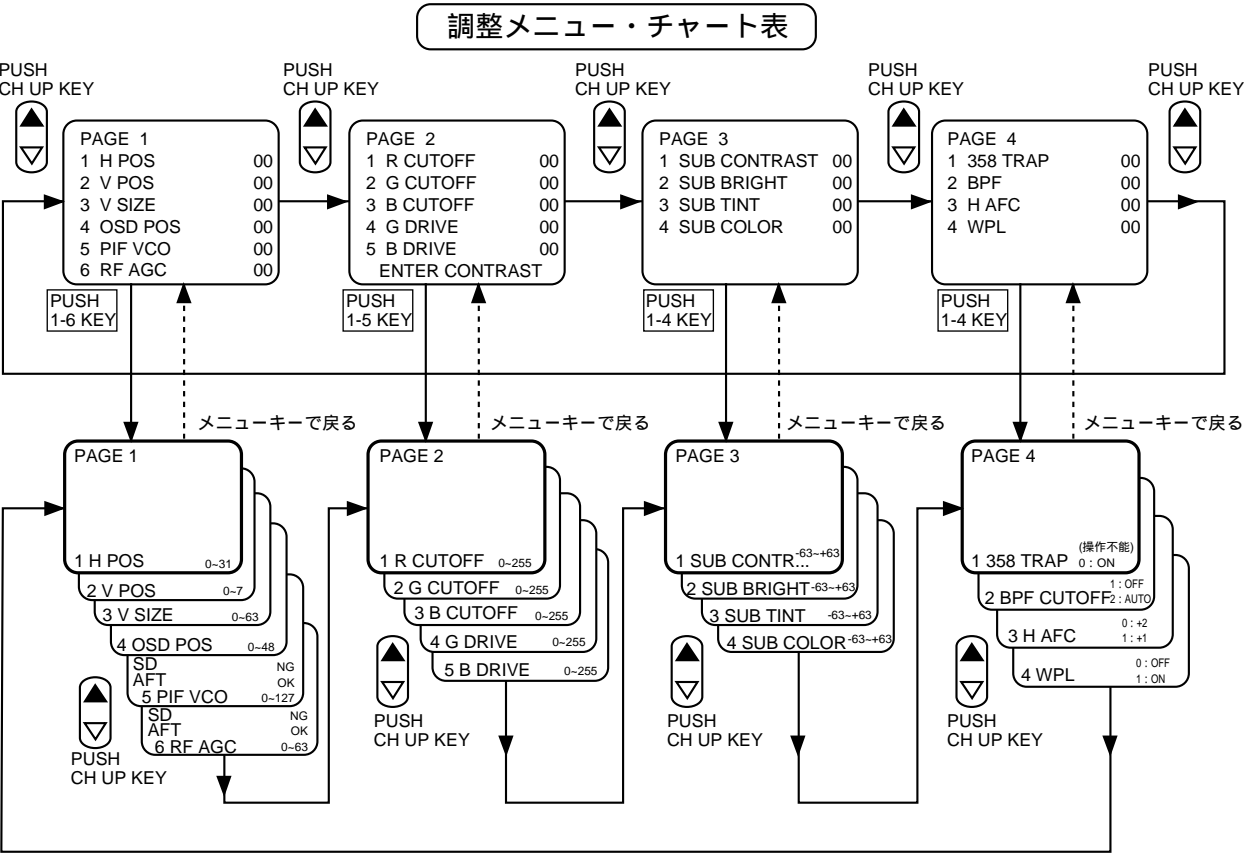 調整メニュー・チャート表
PUSH
CH UP KEY
PUSH
CH UP KEY
PUSH
CH UP KEY
PUSH
CH UP KEY
PUSH
CH UP KEY
PAGE 1
1 H POS 00
2 V POS 00
3 V SIZE 00
4 OSD POS 00
5 PIF VCO 00
6 RF AGC 00
PAGE 2
1 R CUTOFF 00
2 G CUTOFF 00
3 B CUTOFF 00
4 G DRIVE 00
5 B DRIVE 00
ENTER CONTRAST
PAGE 3
1 SUB CONTRAST 00
2 SUB BRIGHT 00
3 SUB TINT 00
4 SUB COLOR 00
PAGE 4
1 358 TRAP 00
2 BPF 00
3 H AFC 00
4 WPL 00
PUSH
1-6 KEY
PUSH
1-5 KEY
PUSH
1-4 KEY
PUSH
1-4 KEY
メニューキーで戻る
メニューキーで戻る
メニューキーで戻る
メニューキーで戻る
PAGE 1
1 H POS 0~31
2 V POS 0~7
3 V SIZE 0~63
4 OSD POS 0~48
SD NG
AFT OK
5 PIF VCO 0~127
SD NG
AFT OK
6 RF AGC 0~63
PUSH
CH UP KEY
PAGE 2
1 R CUTOFF 0~255
2 G CUTOFF 0~255
3 B CUTOFF 0~255
4 G DRIVE 0~255
5 B DRIVE 0~255
PUSH
CH UP KEY
PAGE 3
1 SUB CONTR... -63~+63
2 SUB BRIGHT -63~+63
3 SUB TINT -63~+63
4 SUB COLOR -63~+63
PUSH
CH UP KEY
PAGE 4
(操作不能)
1 358 TRAP 0 : ON
1 : OFF
2 BPF CUTOFF 2 : AUTO
0 : +2
3 H AFC 1 : +1
0 : OFF
4 WPL 1 : ON
PUSH
CH UP KEY